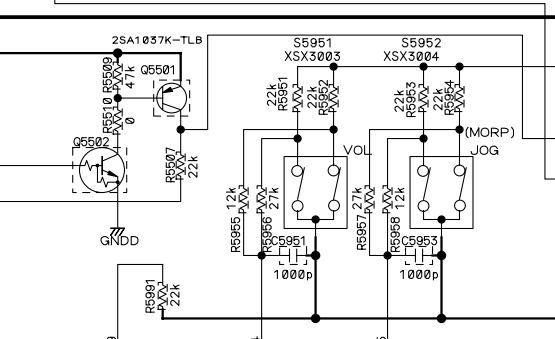 2SA1037K-TLB
Q5501
R5509
47k
R5510
0
Q5502
R5507
22k
GNDD
R5991
22k
S5951
XSX3003
22k
R5951
22k
R5952
VOL
R5955
12k
R5956
27k
C5951
1000p
S5952
XSX3004
22k
R5953
22k
R5954
(MORP)
JOG
R5957
27k
R5958
12k
C5953
1000p